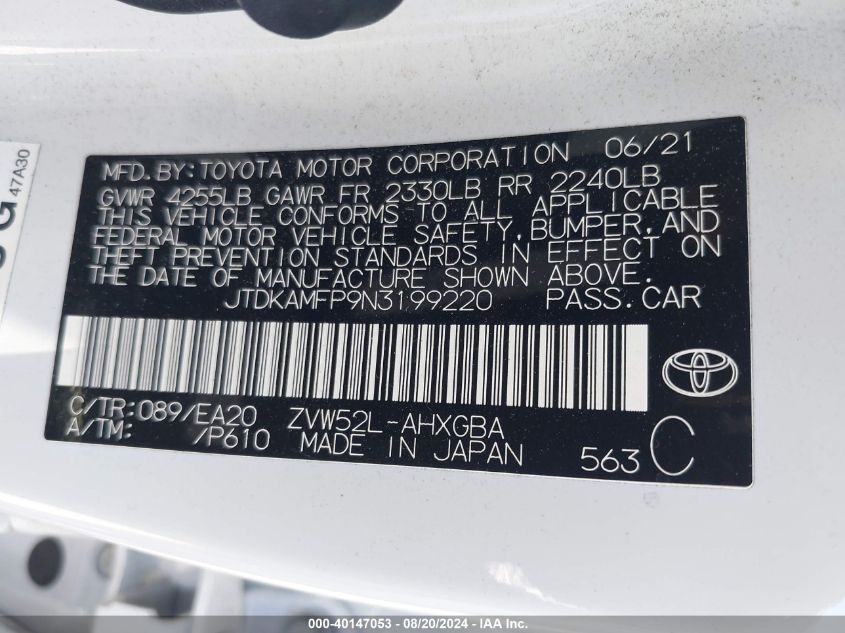 MFD.BY:TOYOTA MOTOR CORPORATION 06/21
GVWR 4255LB GAWR FR 2330LB RR 2240LB
THIS VEHICLE CONFORMS TO ALL APPLICABLE
FEDERAL MOTOR VEHICLE SAFETY,BUMPER,AND
THEFT PREVENTION STANDARDS IN EFFECT ON
THE DATE OF MANUFACTURE SHOWN ABOVE.
JTDKAMFP9N3199220 PASS.CAR
C/TR:089/EA20 ZVW52L-AHXGBA
A/TM: /P610 MADE IN JAPAN 563 C
47A30
000-40147053 - 08/20/2024 - IAA Inc.